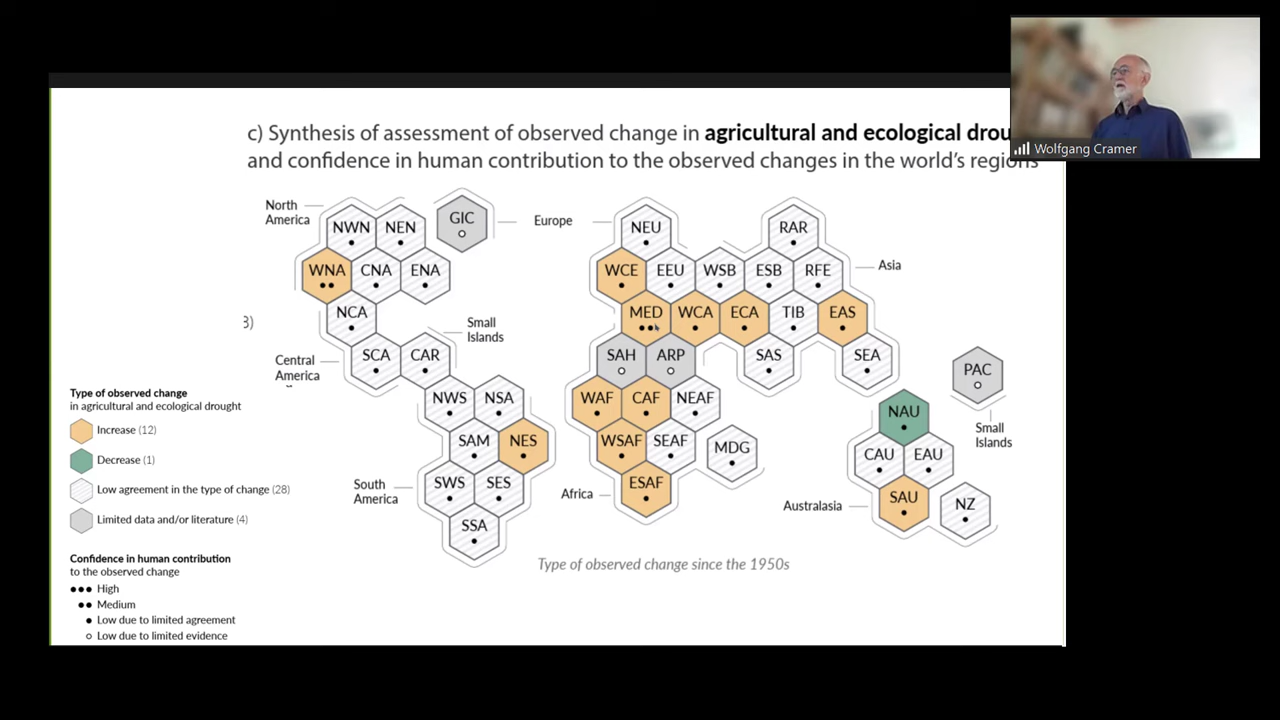 c) Synthesis of assessment of observed change in agricultural and ecological drou
and confidence in human contribution to the observed changes in the world's regions
Wolfgang Cramer
North
America
NWN
NEN
GIC
WNA
CNA
ENA
NCA
Small
Islands
Central
America
SCA
CAR
NWS
NSA
SAM
NES
South
America
SWS
SES
SSA
Europe
NEU
RAR
WCE
EEU
WSB
ESB
RFE
Asia
MED
WCA
ECA
TIB
EAS
SAH
ARP
SAS
SEA
WAF
CAF
NEAF
WSAF
SEAF
MDG
Africa
ESAF
PAC
Small
Islands
NAU
CAU
EAU
Australasia
SAU
NZ
3)
Type of observed change since the 1950s
Type of observed change
in agricultural and ecological drought
Increase (12)
Decrease (1)
Low agreement in the type of change (28)
Limited data and/or literature (4)
Confidence in human contribution
to the observed change
High
Medium
Low due to limited agreement
Low due to limited evidence